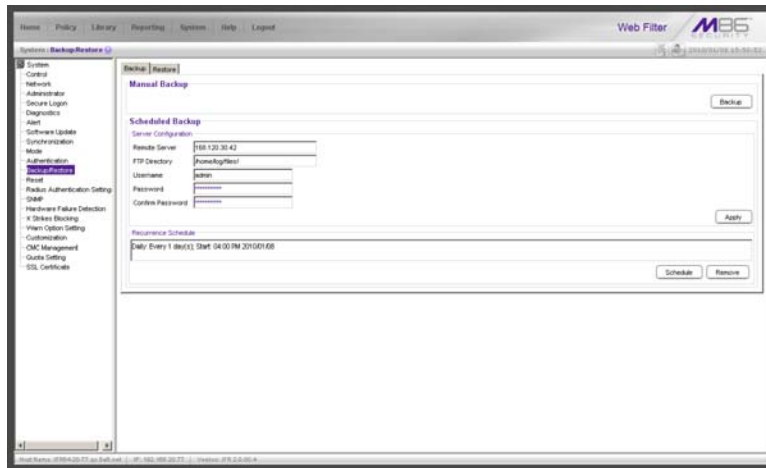 Home Policy Library Reporting System Help Logout
Web Filter
M86
SECURITY
System : Backup/Restore
System
Control
Network
Administrator
Secure Logon
Diagnostics
Alert
Software Update
Synchronization
Mode
Authentication
Backup/Restore
Reset
Radius Authentication Setting
SNMP
Hardware Failure Detection
X Strikes Blocking
Warn Option Setting
Customization
CMC Management
Quota Setting
SSL Certificate
Backup Restore
Manual Backup
Backup
Scheduled Backup
Server Configuration
Remote Server 168.120.30.42
FTP Directory /home/log/files/
Username admin
Password **********
Confirm Password **********
Apply
Recurrence Schedule
Daily: Every 1 day(s); Start: 04:00 PM 2010/01/08
Schedule Remove